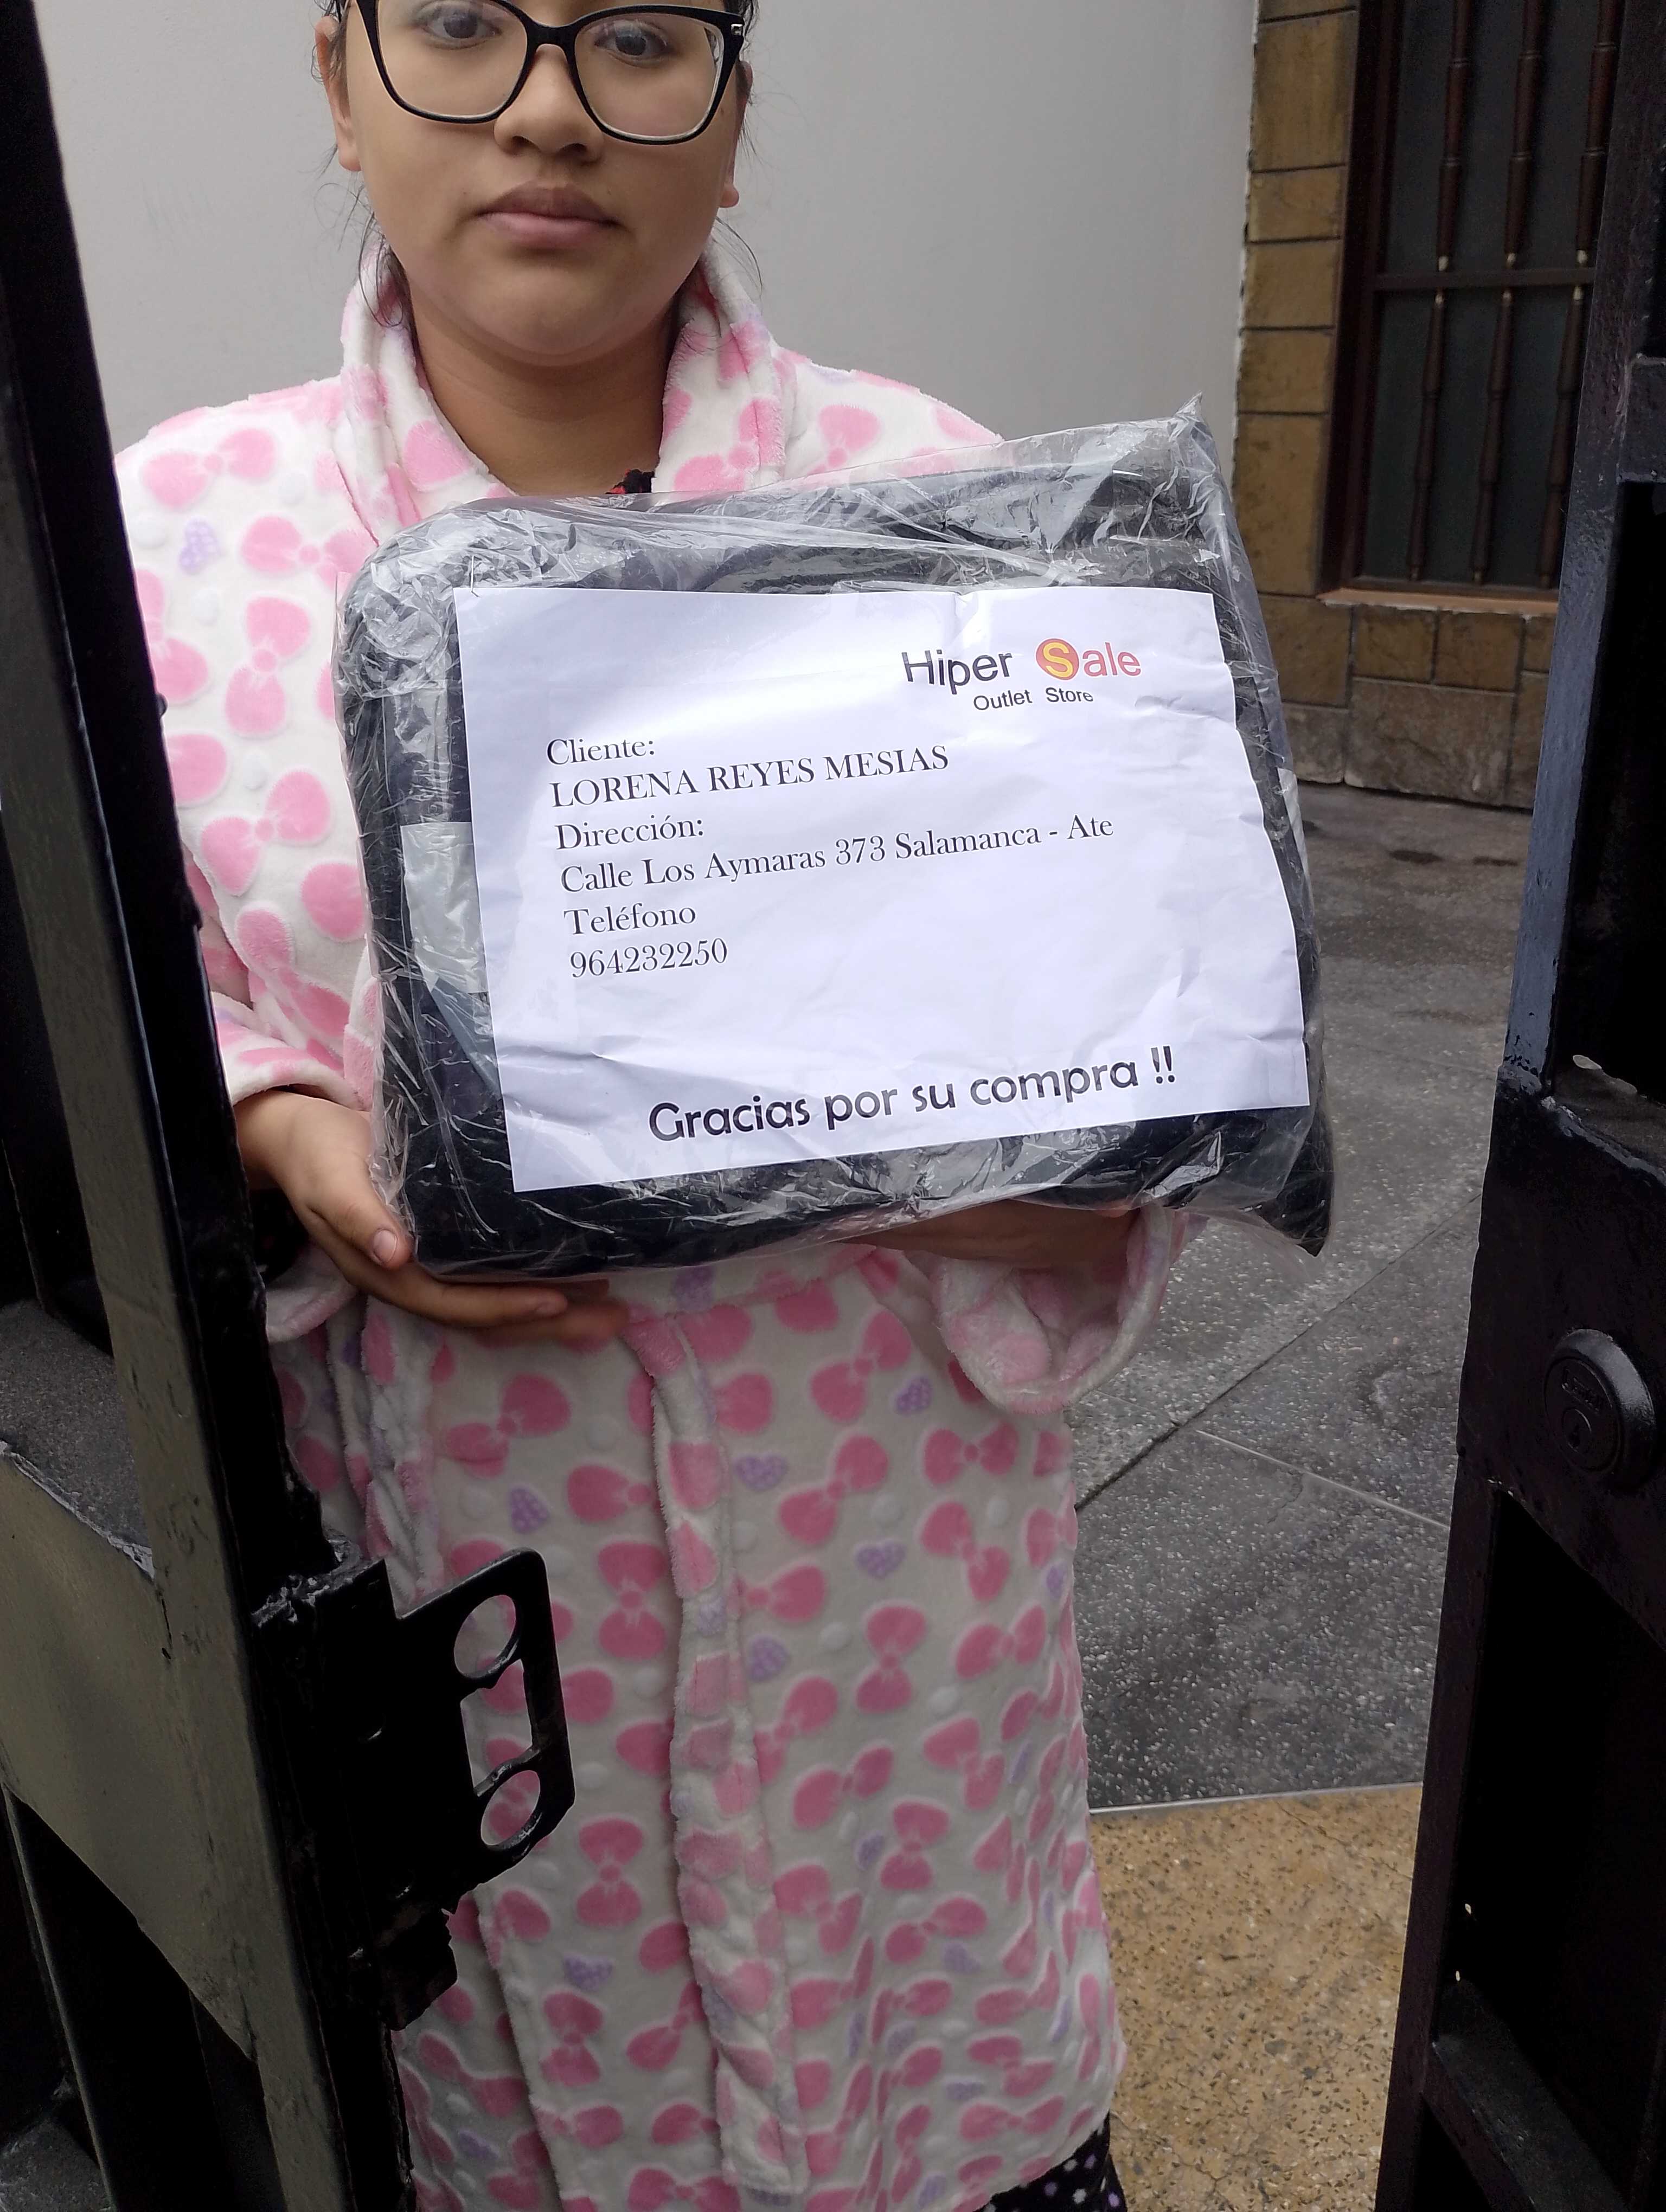 Hiper Sale
Outlet Store
Cliente:
LORENA REYES MESIAS
Dirección:
Calle Los Aymaras 373 Salamanca - Ate
Teléfono
964232250
Gracias por su compra !!